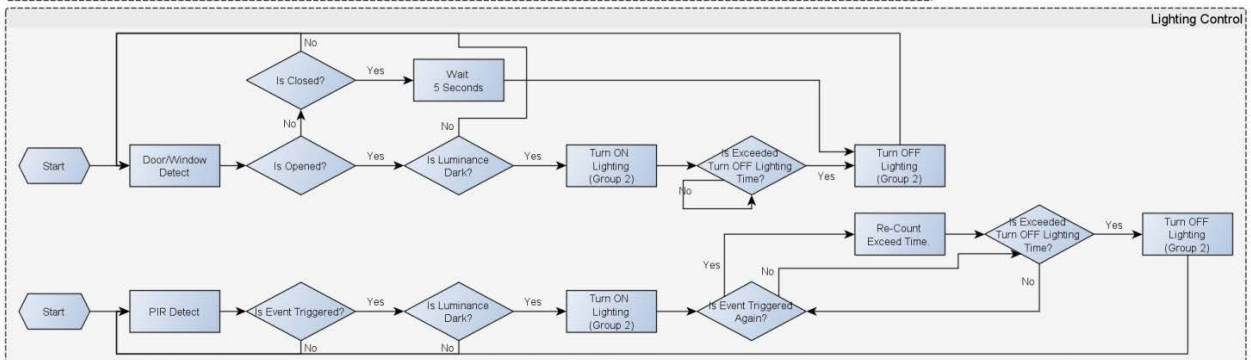 Lighting Control
No
Is Closed?
Yes
Wait
5 Seconds
No
No
Start
Door/Window
Detect
Is Opened?
Yes
Is Luminance
Dark?
Yes
Turn ON
Lighting
(Group 2)
Is Exceeded
Turn OFF Lighting
Time?
No
Yes
Turn OFF
Lighting
(Group 2)
Re-Count
Exceed Time.
Is Exceeded
Turn OFF Lighting
Time?
Yes
Turn OFF
Lighting
(Group 2)
Yes
No
No
Start
PIR Detect
Is Event Triggered?
Yes
Is Luminance
Dark?
Yes
Turn ON
Lighting
(Group 2)
Is Event Triggered
Again?
No
No